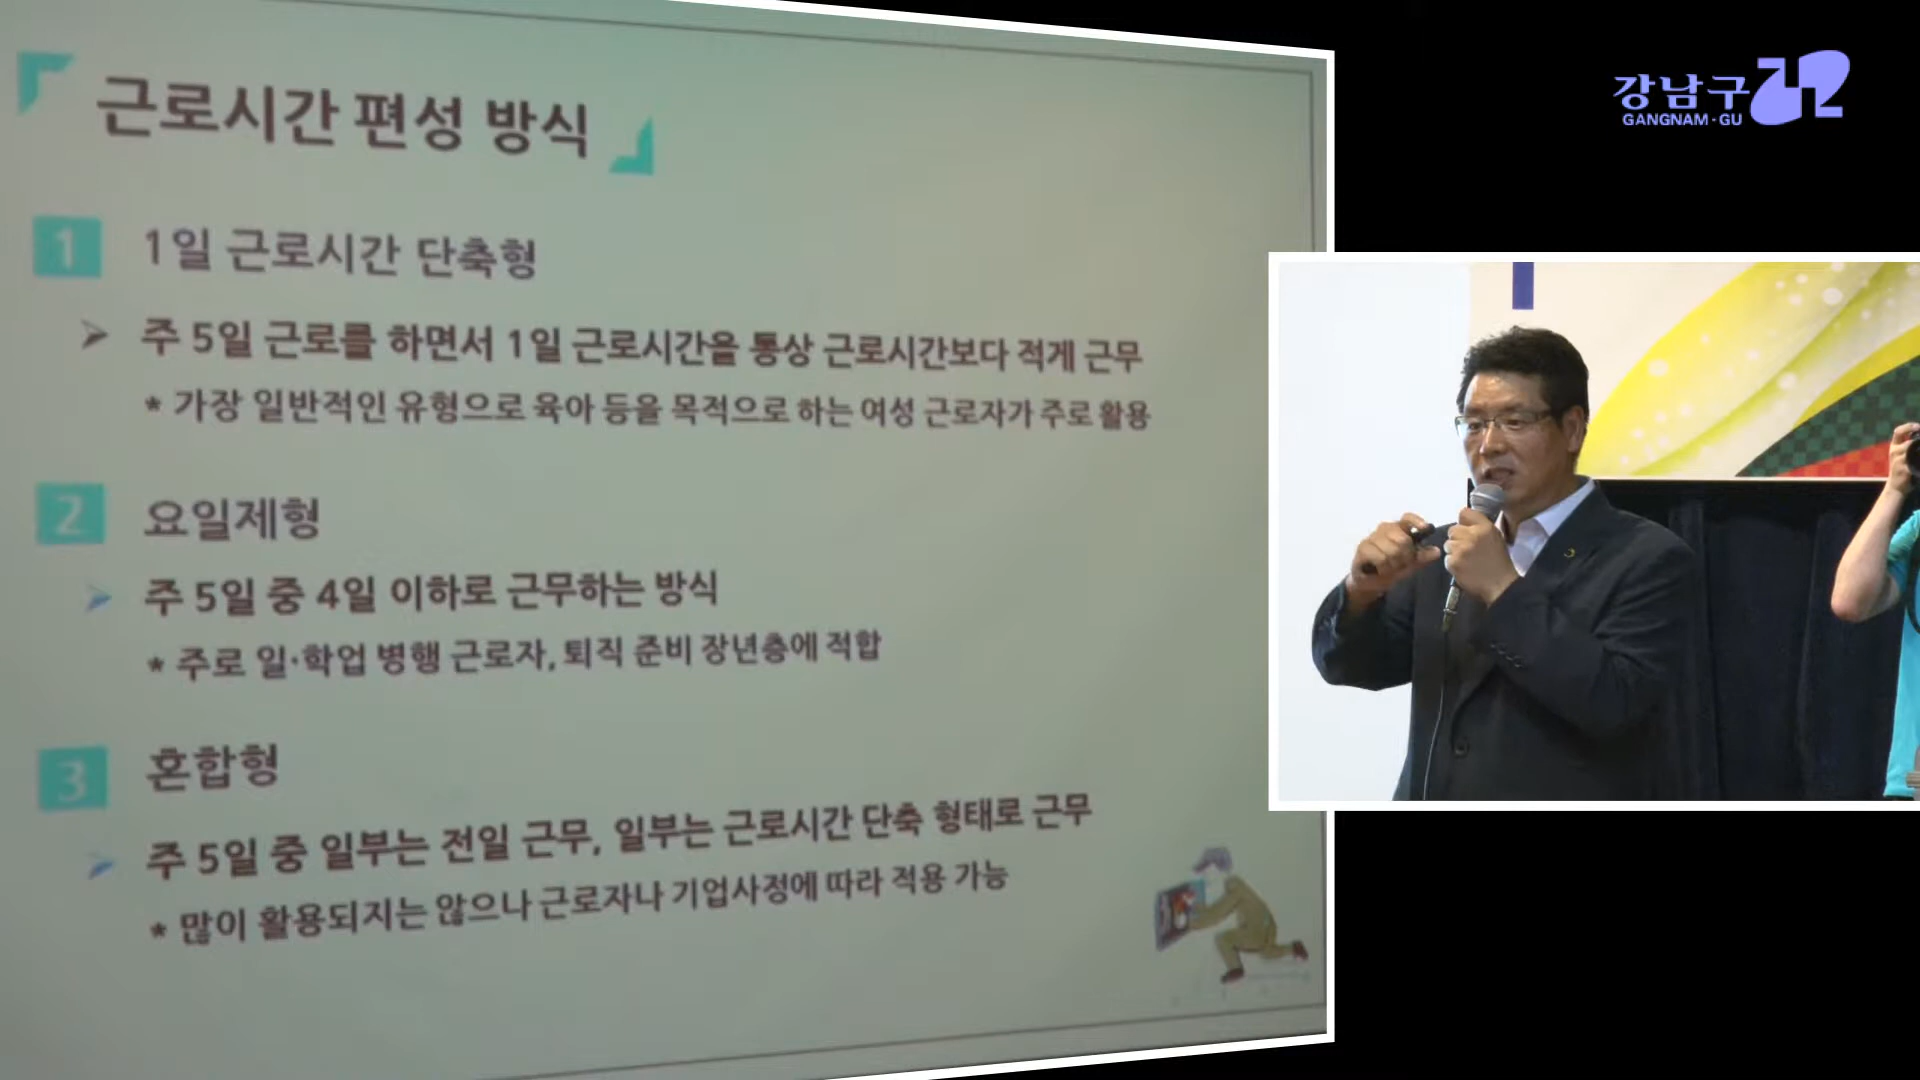 근로시간 편성 방식
1 1일 근로시간 단축형
➢ 주 5일 근로를 하면서 1일 근로시간을 통상 근로시간보다 적게 근무
* 가장 일반적인 유형으로 육아 등을 목적으로 하는 여성 근로자가 주로 활용
2 요일제형
➢ 주 5일 중 4일 이하로 근무하는 방식
* 주로 일·학업 병행 근로자, 퇴직 준비 장년층에 적합
3 혼합형
➢ 주 5일 중 일부는 전일 근무, 일부는 근로시간 단축 형태로 근무
* 많이 활용되지는 않으나 근로자나 기업사정에 따라 적용 가능
강남구
GANGNAM-GU